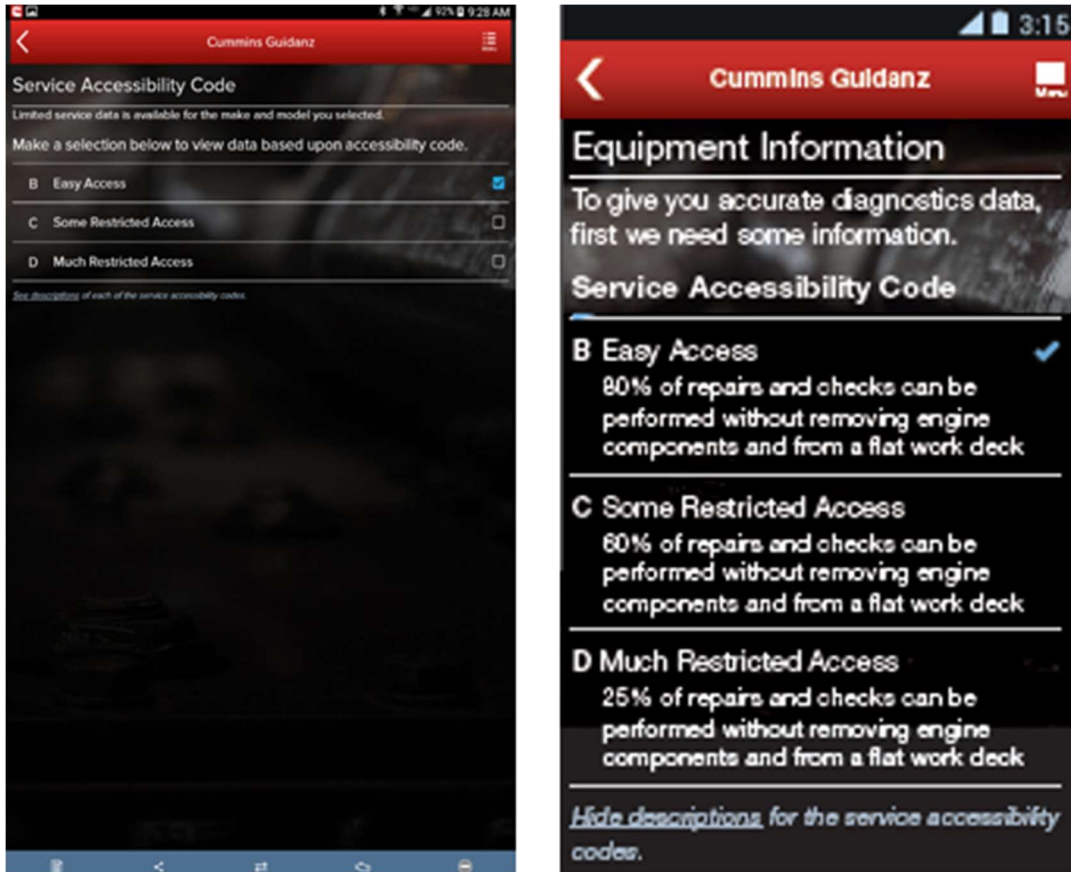 92% 9:28 AM
Cummins Guidanz
Service Accessibility Code
Limited service data is available for the make and model you selected.
Make a selection below to view data based upon accessibility code.
B Easy Access
C Some Restricted Access
D Much Restricted Access
See descriptions of each of the service accessibility codes.
3:15
Cummins Guidanz
Menu
Equipment Information
To give you accurate diagnostics data,
first we need some information.
Service Accessibility Code
B Easy Access
80% of repairs and checks can be
performed without removing engine
components and from a flat work deck
C Some Restricted Access
60% of repairs and checks can be
performed without removing engine
components and from a flat work deck
D Much Restricted Access
25% of repairs and checks can be
performed without removing engine
components and from a flat work deck
Hide descriptions for the service accessibility
codes.